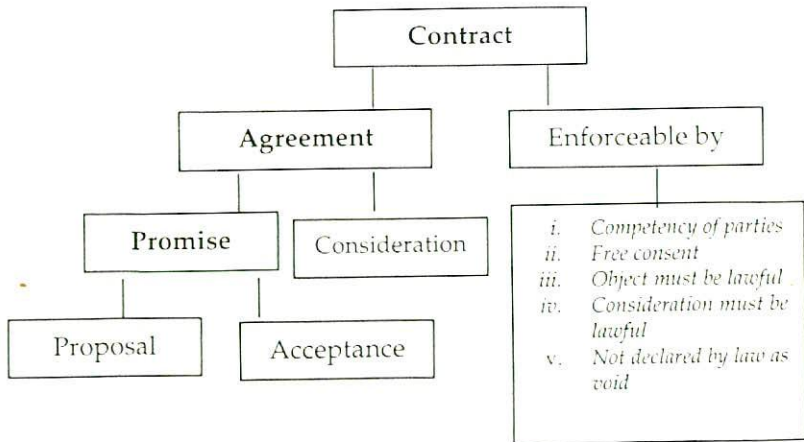 Contract
Agreement
Enforceable by
Promise
Consideration
Proposal
Acceptance
i. Competency of parties
ii. Free consent
iii. Object must be lawful
iv. Consideration must be
lawful
v. Not declared by law as
void